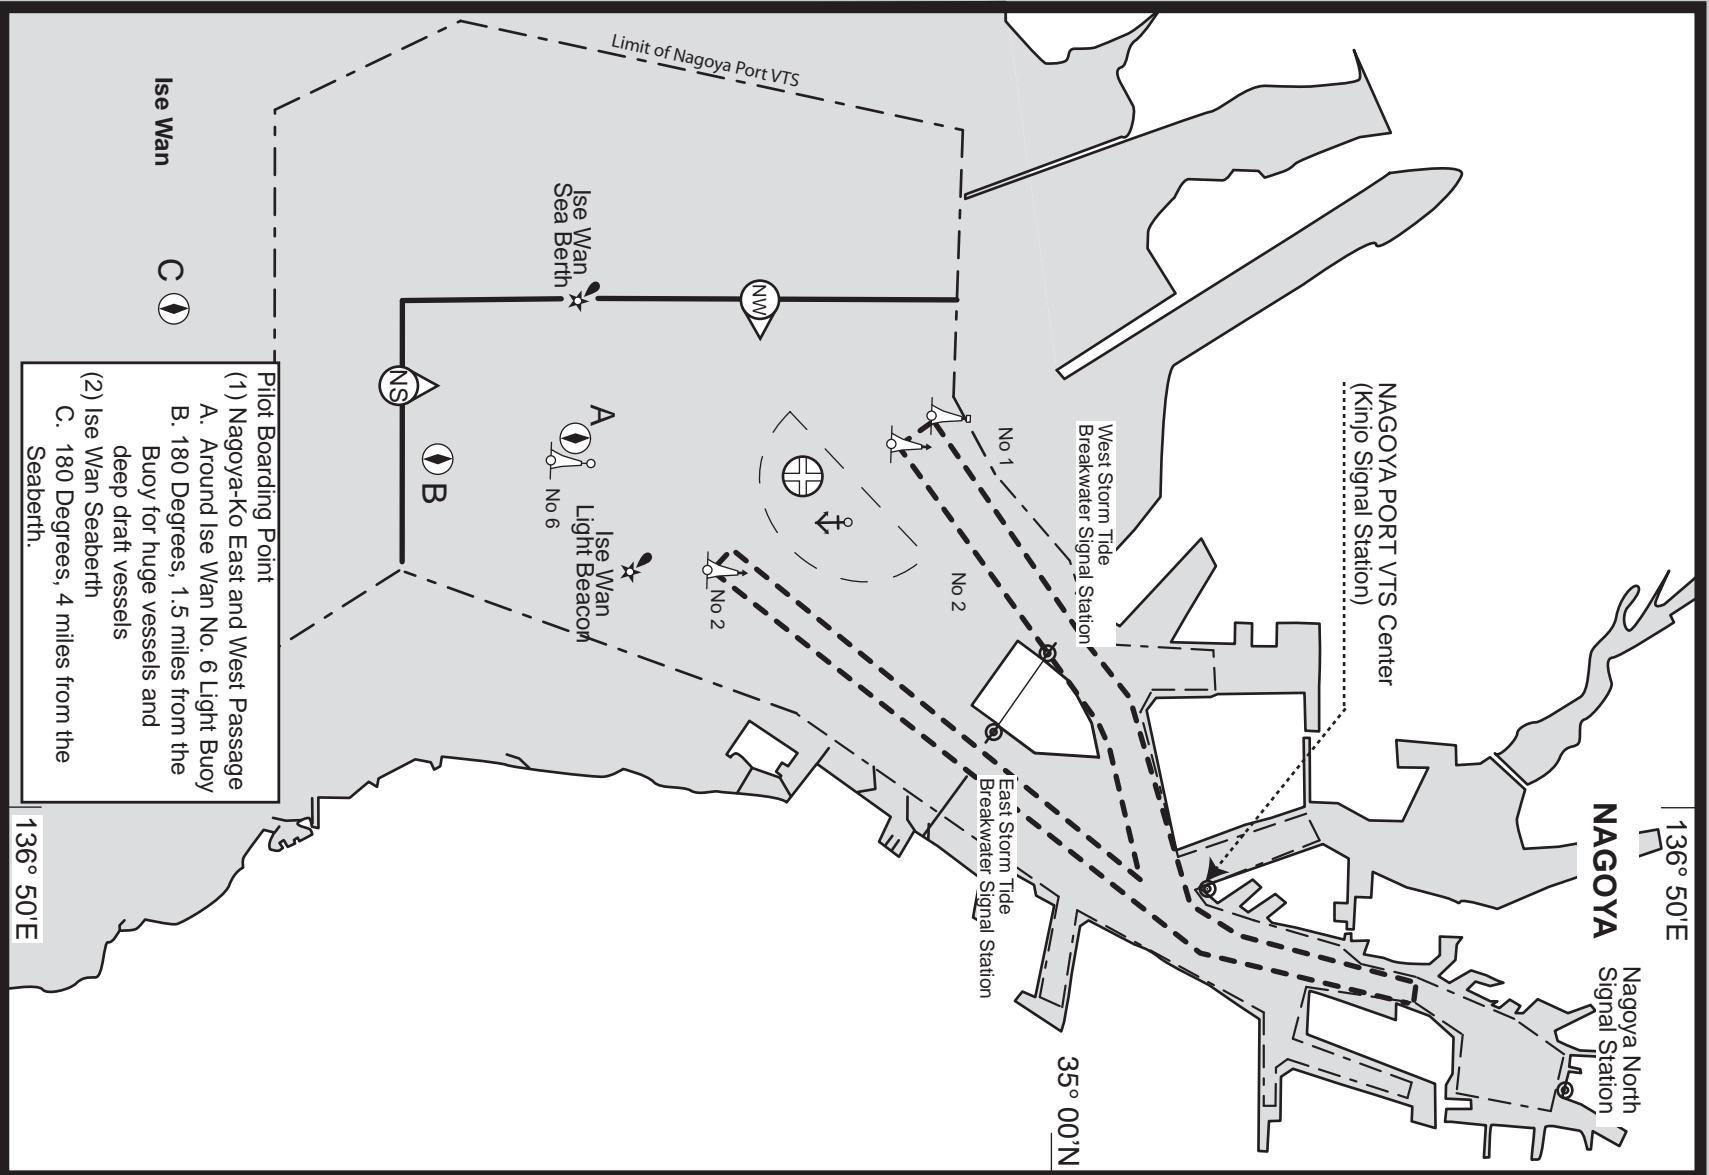 136° 50'E
NAGOYA
Nagoya North
Signal Station
NAGOYA PORT VTS Center
(Kinjo Signal Station)
West Storm Tide
Breakwater Signal Station
35° 00'N
No 1
No 2
East Storm Tide
Breakwater Signal Station
Limit of Nagoya Port VTS
NW
No 2
Ise Wan
Sea Berth
Ise Wan
Light Beacon
A
No 6
B
NS
Ise Wan
C
Pilot Boarding Point
(1) Nagoya-Ko East and West Passage
A. Around Ise Wan No. 6 Light Buoy
B. 180 Degrees, 1.5 miles from the
Buoy for huge vessels and
deep draft vessels
(2) Ise Wan Seaberth
C. 180 Degrees, 4 miles from the
Seaberth.
136° 50'E